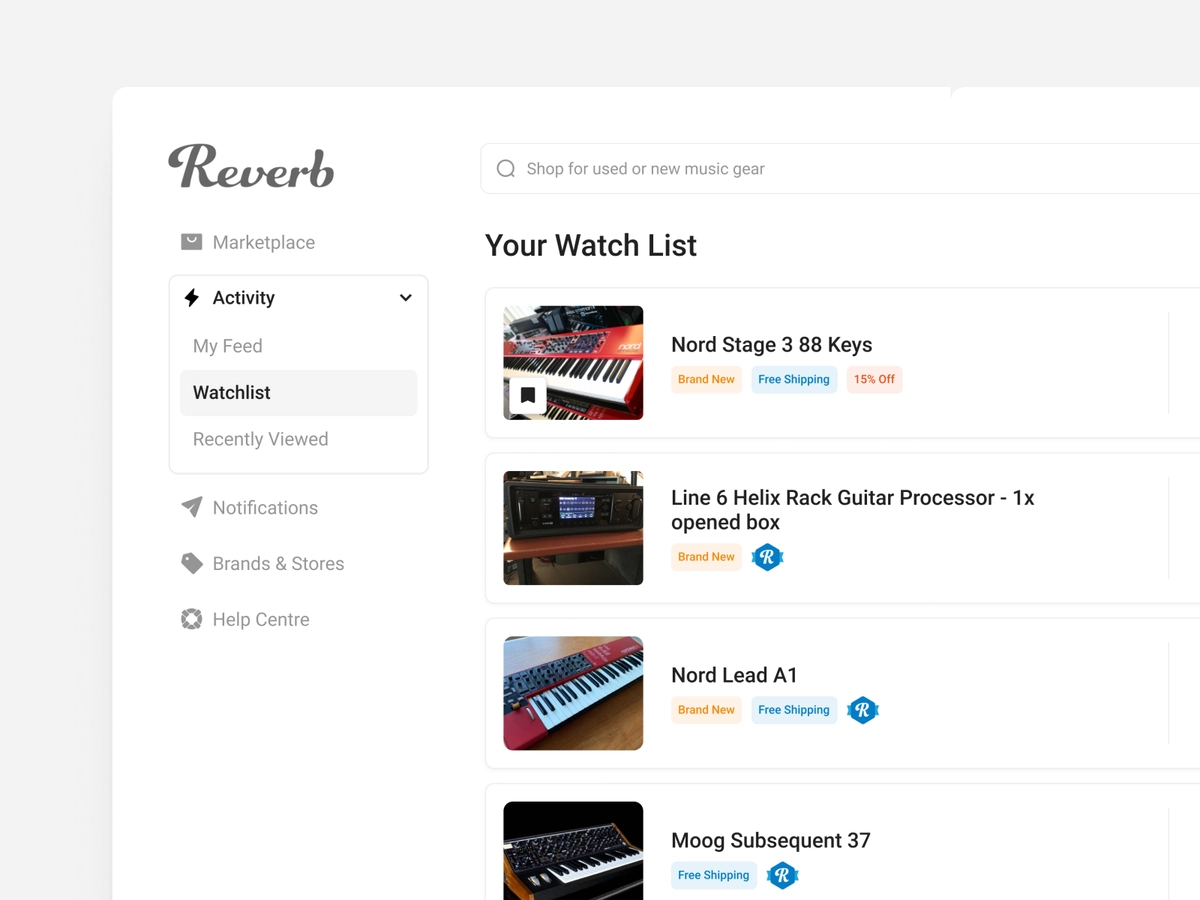 Reverb
Shop for used or new music gear
Marketplace
Activity
My Feed
Watchlist
Recently Viewed
Notifications
Brands & Stores
Help Centre
Your Watch List
nord
Nord Stage 3 88 Keys
Brand New
Free Shipping
15% Off
Line 6 Helix Rack Guitar Processor - 1x
opened box
Brand New
R
Nord Lead A1
Brand New
Free Shipping
R
Moog Subsequent 37
Free Shipping
R